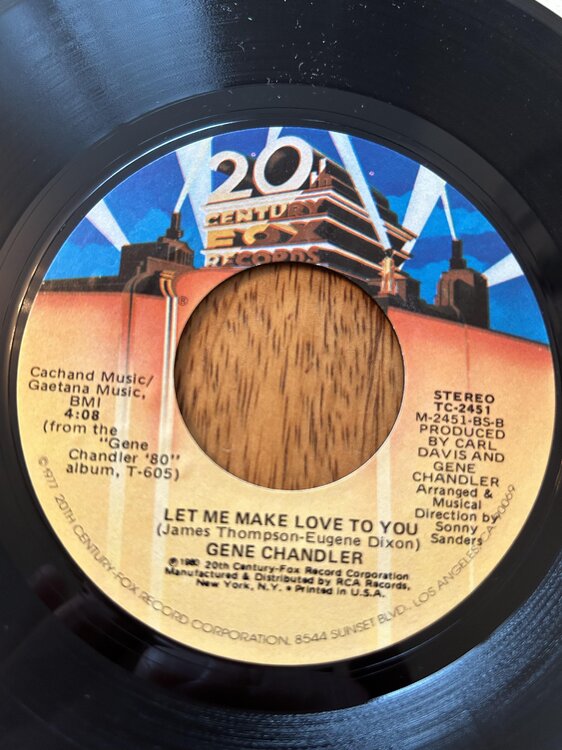 20th
CENTURY
FOX
RECORDS
®
Cachand Music/
Gaetana Music,
BMI
4:08
(from the
"Gene
Chandler '80"
album, T-605)
STEREO
TC-2451
M-2451-BS-B
PRODUCED
BY CARL
DAVIS AND
GENE
CHANDLER
Arranged &
Musical
Direction by
Sonny
Sanders
LET ME MAKE LOVE TO YOU
(James Thompson-Eugene Dixon)
GENE CHANDLER
℗ 1980 20th Century-Fox Record Corporation
Manufactured & Distributed by RCA Records,
New York, N.Y. • Printed in U.S.A.
©1977 20TH CENTURY-FOX RECORD CORPORATION, 8544 SUNSET BLVD., LOS ANGELES, CA 90069